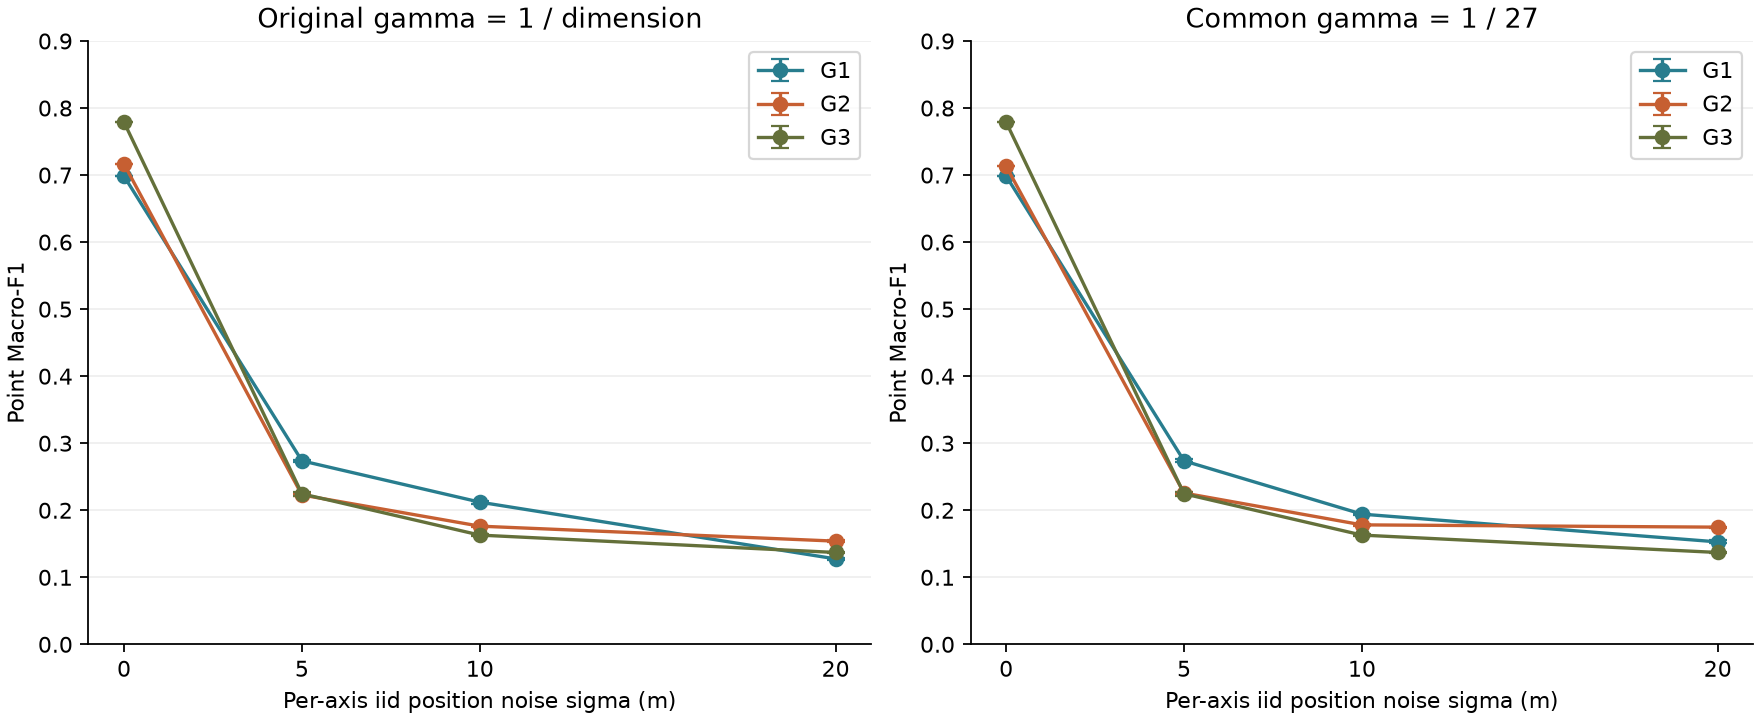 Original gamma = 1 / dimension
Point Macro-F1
0.9
0.8
0.7
0.6
0.5
0.4
0.3
0.2
0.1
0.0
G1
G2
G3
0
5
10
20
Per-axis iid position noise sigma (m)
Common gamma = 1 / 27
Point Macro-F1
0.9
0.8
0.7
0.6
0.5
0.4
0.3
0.2
0.1
0.0
G1
G2
G3
0
5
10
20
Per-axis iid position noise sigma (m)